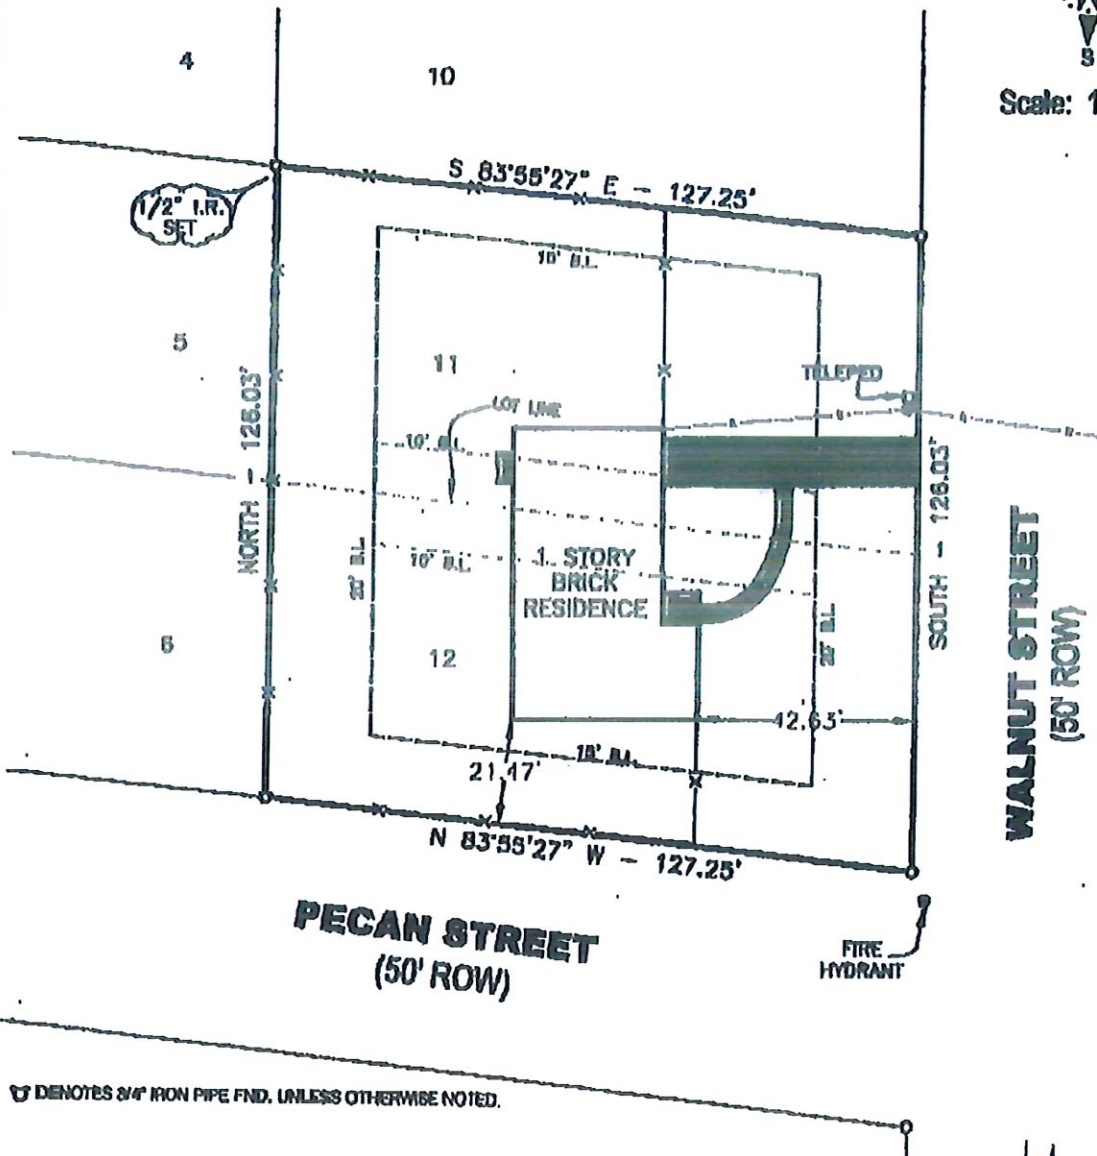 S
Scale: 1
4
10
S 83°55'27" E - 127.25'
1/2" I.R.
SET
10' B.L.
5
11
TELEPED
LOT LINE
10' B.L.
NORTH - 126.03'
SOUTH - 126.03'
10' B.L.
20' B.L.
1 STORY
BRICK
RESIDENCE
20' B.L.
6
12
WALNUT STREET
(50' ROW)
42.63'
21.47'
N 83°55'27" W - 127.25'
PECAN STREET
(50' ROW)
FIRE
HYDRANT
DENOTES 3/4" IRON PIPE FND. UNLESS OTHERWISE NOTED.